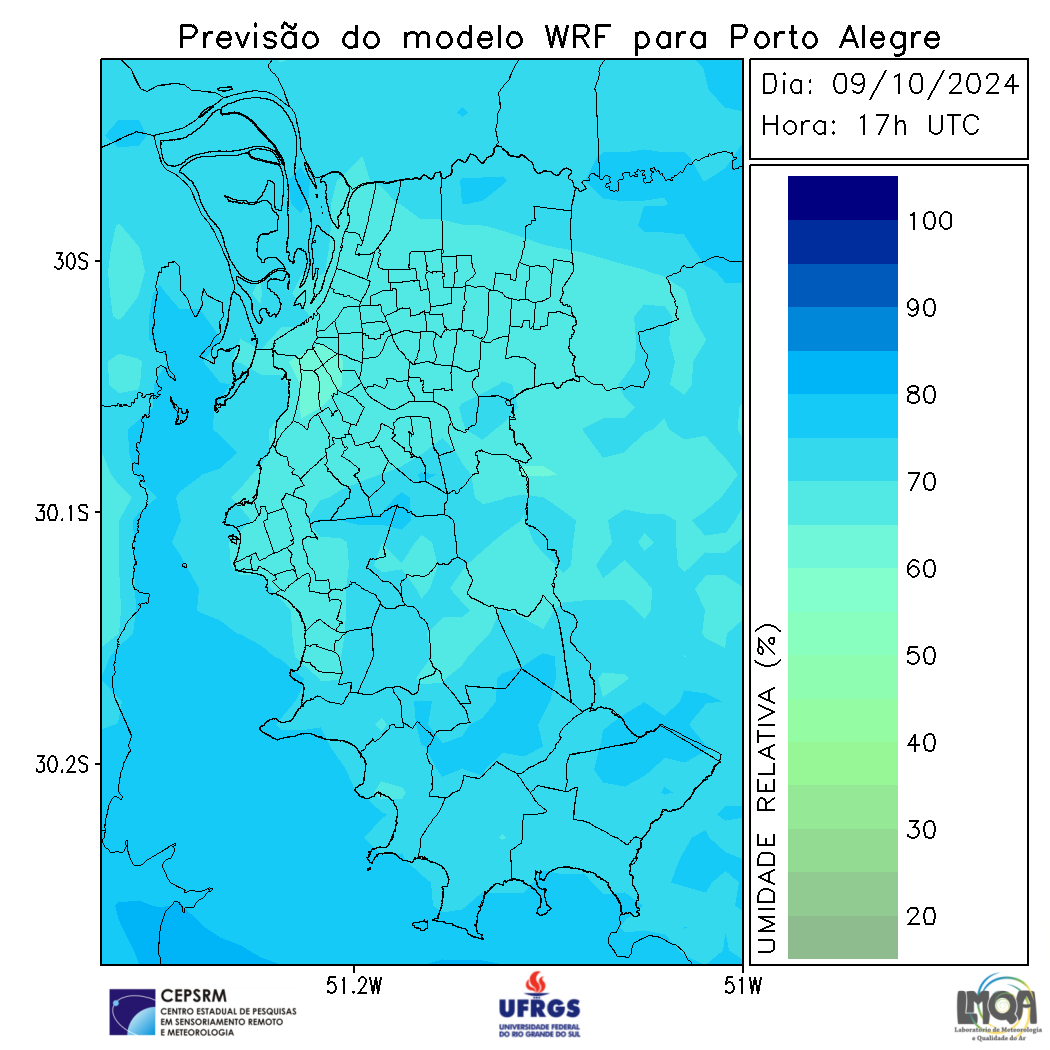 Previsão do modelo WRF para Porto Alegre
Dia: 09/10/2024
Hora: 17h UTC
100
90
80
70
60
50
40
30
20
UMIDADE RELATIVA (%)
30S
30.1S
30.2S
51.2W
51W
CEPSRM
CENTRO ESTADUAL DE PESQUISAS
EM SENSORIAMENTO REMOTO
E METEOROLOGIA
UFRGS
UNIVERSIDADE FEDERAL
DO RIO GRANDE DO SUL
LMQA
Laboratório de Meteorologia
e Qualidade do Ar